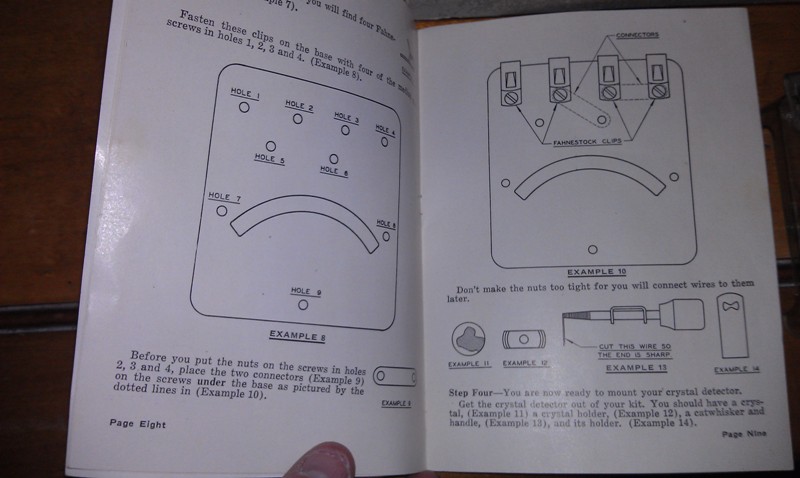 you will find four Fahne-
Fasten these clips on the base with four of the
screws in holes 1, 2, 3 and 4. (Example 8).
HOLE 1
HOLE 2
HOLE 3
HOLE 4
HOLE 5
HOLE 6
HOLE 7
HOLE 8
HOLE 9
EXAMPLE 8
Before you put the nuts on the screws in holes
2, 3 and 4, place the two connectors (Example 9)
on the screws under the base as pictured by the
dotted lines in (Example 10).
EXAMPLE 9
Page Eight
CONNECTORS
FAHNESTOCK CLIPS
EXAMPLE 10
Don't make the nuts too tight for you will connect wires to them
later.
CUT THIS WIRE SO
THE END IS SHARP
EXAMPLE 11
EXAMPLE 12
EXAMPLE 13
EXAMPLE 14
Step Four—You are now ready to mount your crystal detector.
Get the crystal detector out of your kit. You should have a crys-
tal, (Example 11) a crystal holder, (Example 12), a catwhisker and
handle, (Example 13), and its holder. (Example 14).
Page Nine